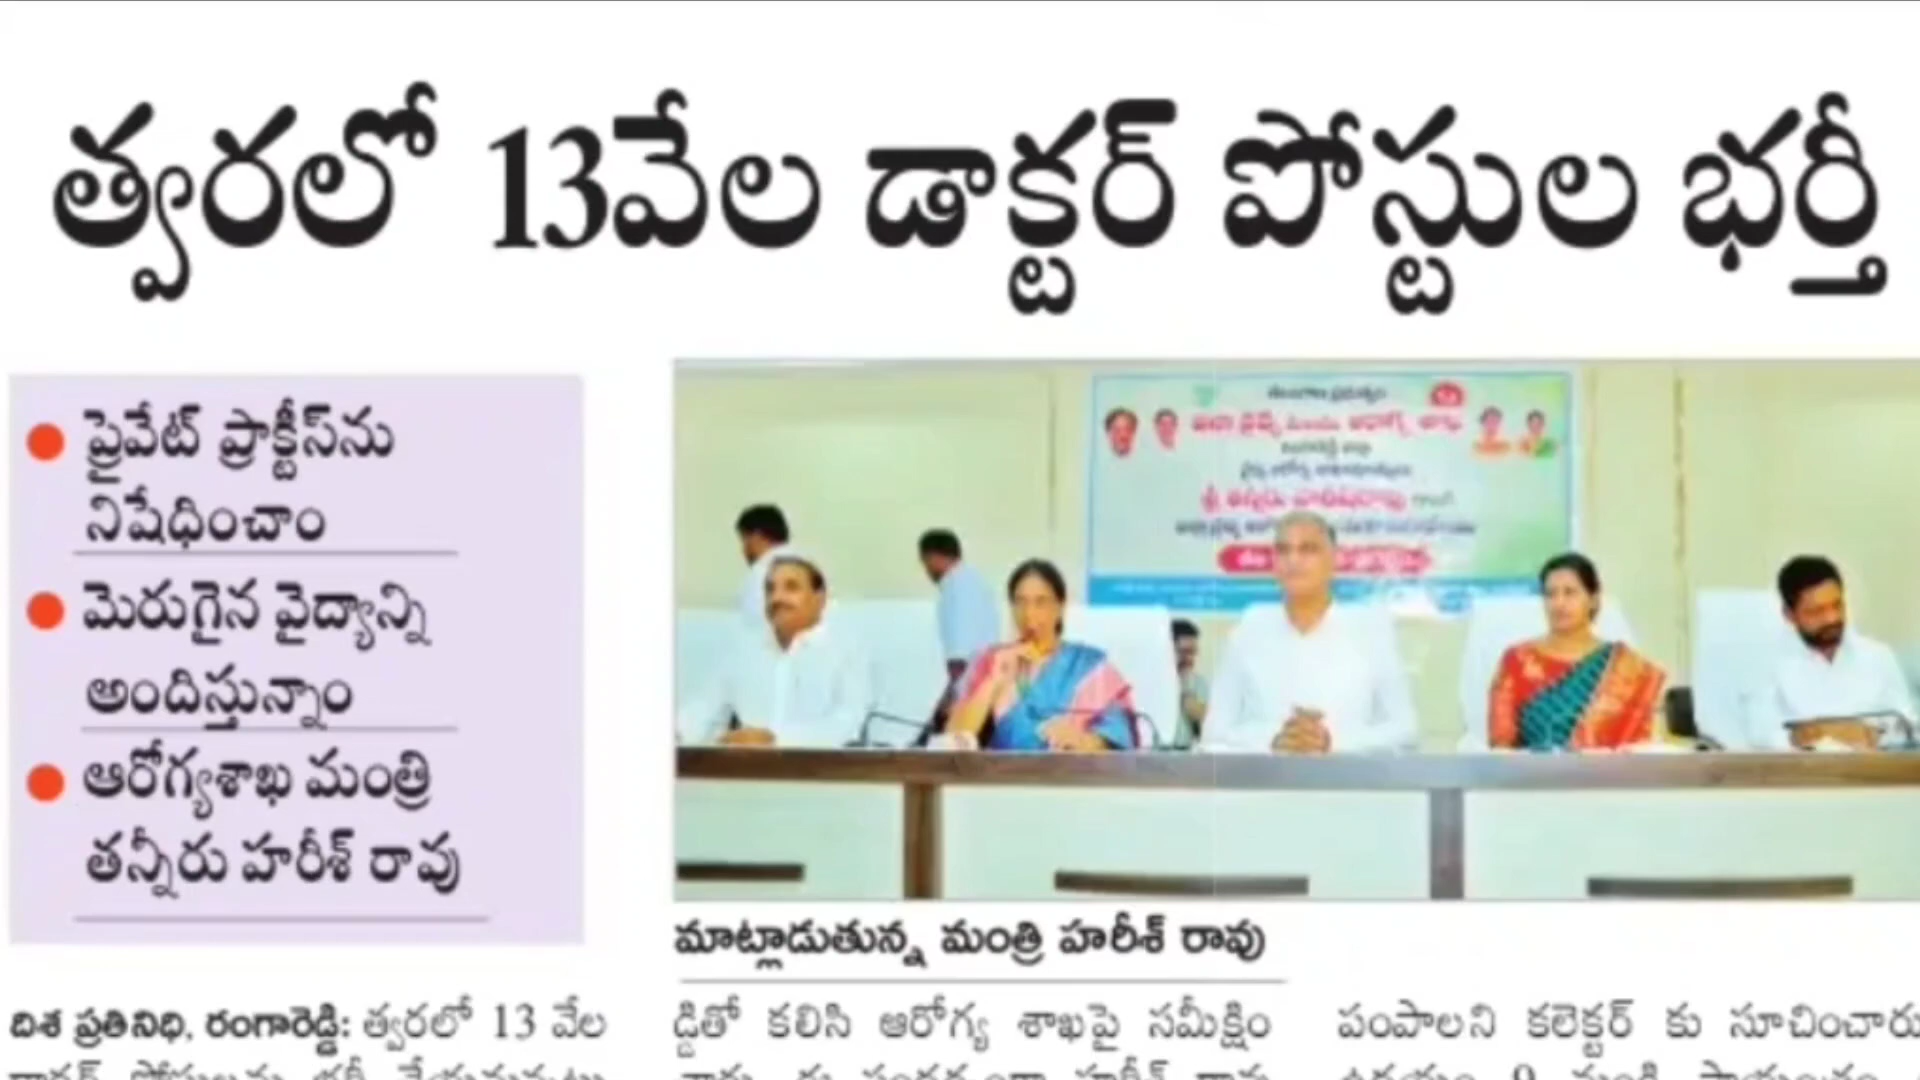 త్వరలో 13వేల డాక్టర్ పోస్టుల భర్తీ
ప్రైవేట్ ప్రాక్టీస్‌ను
నిషేధించాం
మెరుగైన వైద్యాన్ని
అందిస్తున్నాం
ఆరోగ్యశాఖ మంత్రి
తన్నీరు హరీశ్ రావు
మాట్లాడుతున్న మంత్రి హరీశ్ రావు
దిశ ప్రతినిధి, రంగారెడ్డి: త్వరలో 13 వేల
డ్డితో కలిసి ఆరోగ్య శాఖపై సమీక్షిం
పంపాలని కలెక్టర్ కు సూచించారు